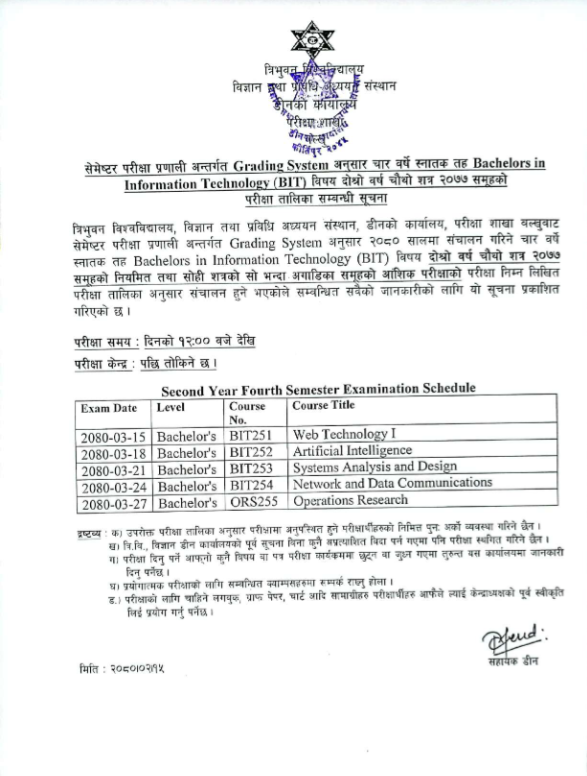 त्रिभुवन विश्वविद्यालय
विज्ञान तथा प्रविधि अध्ययन संस्थान
डीनको कार्यालय
परीक्षा शाखा
कीर्तिपुर २०४२
सेमेष्टर परीक्षा प्रणाली अन्तर्गत Grading System अनुसार चार वर्षे स्नातक तह Bachelors in
Information Technology (BIT) विषय दोश्रो वर्ष चौथो शत्र २०७७ समूहको
परीक्षा तालिका सम्बन्धी सूचना
त्रिभुवन विश्वविद्यालय, विज्ञान तथा प्रविधि अध्ययन संस्थान, डीनको कार्यालय, परीक्षा शाखा बल्खुबाट
सेमेष्टर परीक्षा प्रणाली अन्तर्गत Grading System अनुसार २०८० सालमा संचालन गरिने चार वर्षे
स्नातक तह Bachelors in Information Technology (BIT) विषय दोश्रो वर्ष चौथो शत्र २०७७
समूहको नियमित तथा सोही शत्रको सो भन्दा अगाडिका समूहको आंशिक परीक्षाको परीक्षा निम्न लिखित
परीक्षा तालिका अनुसार संचालन हुने भएकोले सम्बन्धित सबैको जानकारीको लागि यो सूचना प्रकाशित
गरिएको छ ।
परीक्षा समय : दिनको १२:०० बजे देखि
परीक्षा केन्द्र : पछि तोकिने छ ।
Second Year Fourth Semester Examination Schedule
Exam Date Level Course No. Course Title
2080-03-15 Bachelor's BIT251 Web Technology I
2080-03-18 Bachelor's BIT252 Artificial Intelligence
2080-03-21 Bachelor's BIT253 Systems Analysis and Design
2080-03-24 Bachelor's BIT254 Network and Data Communications
2080-03-27 Bachelor's ORS255 Operations Research
द्रष्टव्य : क) उपरोक्त परीक्षा तालिका अनुसार परीक्षामा अनुपस्थित हुने परीक्षार्थीहरुको निमित्त पुनः अर्को व्यवस्था गरिने छैन ।
ख) त्रि.वि., विज्ञान डीन कार्यालयको पूर्व सूचना विना कुनै अप्रत्याशित विदा पर्न गएमा पनि परीक्षा स्थगित गरिने छैन ।
ग) परीक्षा दिनु पर्ने आफ्नो कुनै विषय वा पत्र परीक्षा कार्यक्रममा छुट्न वा जुध्न गएमा तुरुन्त यस कार्यालयमा जानकारी
दिनु पर्नेछ ।
घ) प्रयोगात्मक परीक्षाको लागि सम्बन्धित क्याम्पसहरुमा सम्पर्क राख्नु होला ।
ड.) परीक्षाको लागि चाहिने लगबुक, ग्राफ पेपर, चार्ट आदि सामाग्रीहरु परीक्षार्थीहरु आफैले ल्याई केन्द्राध्यक्षको पूर्व स्वीकृति
लिई प्रयोग गर्नु पर्नेछ ।
सहायक डीन
मिति : २०८०।०२।१५